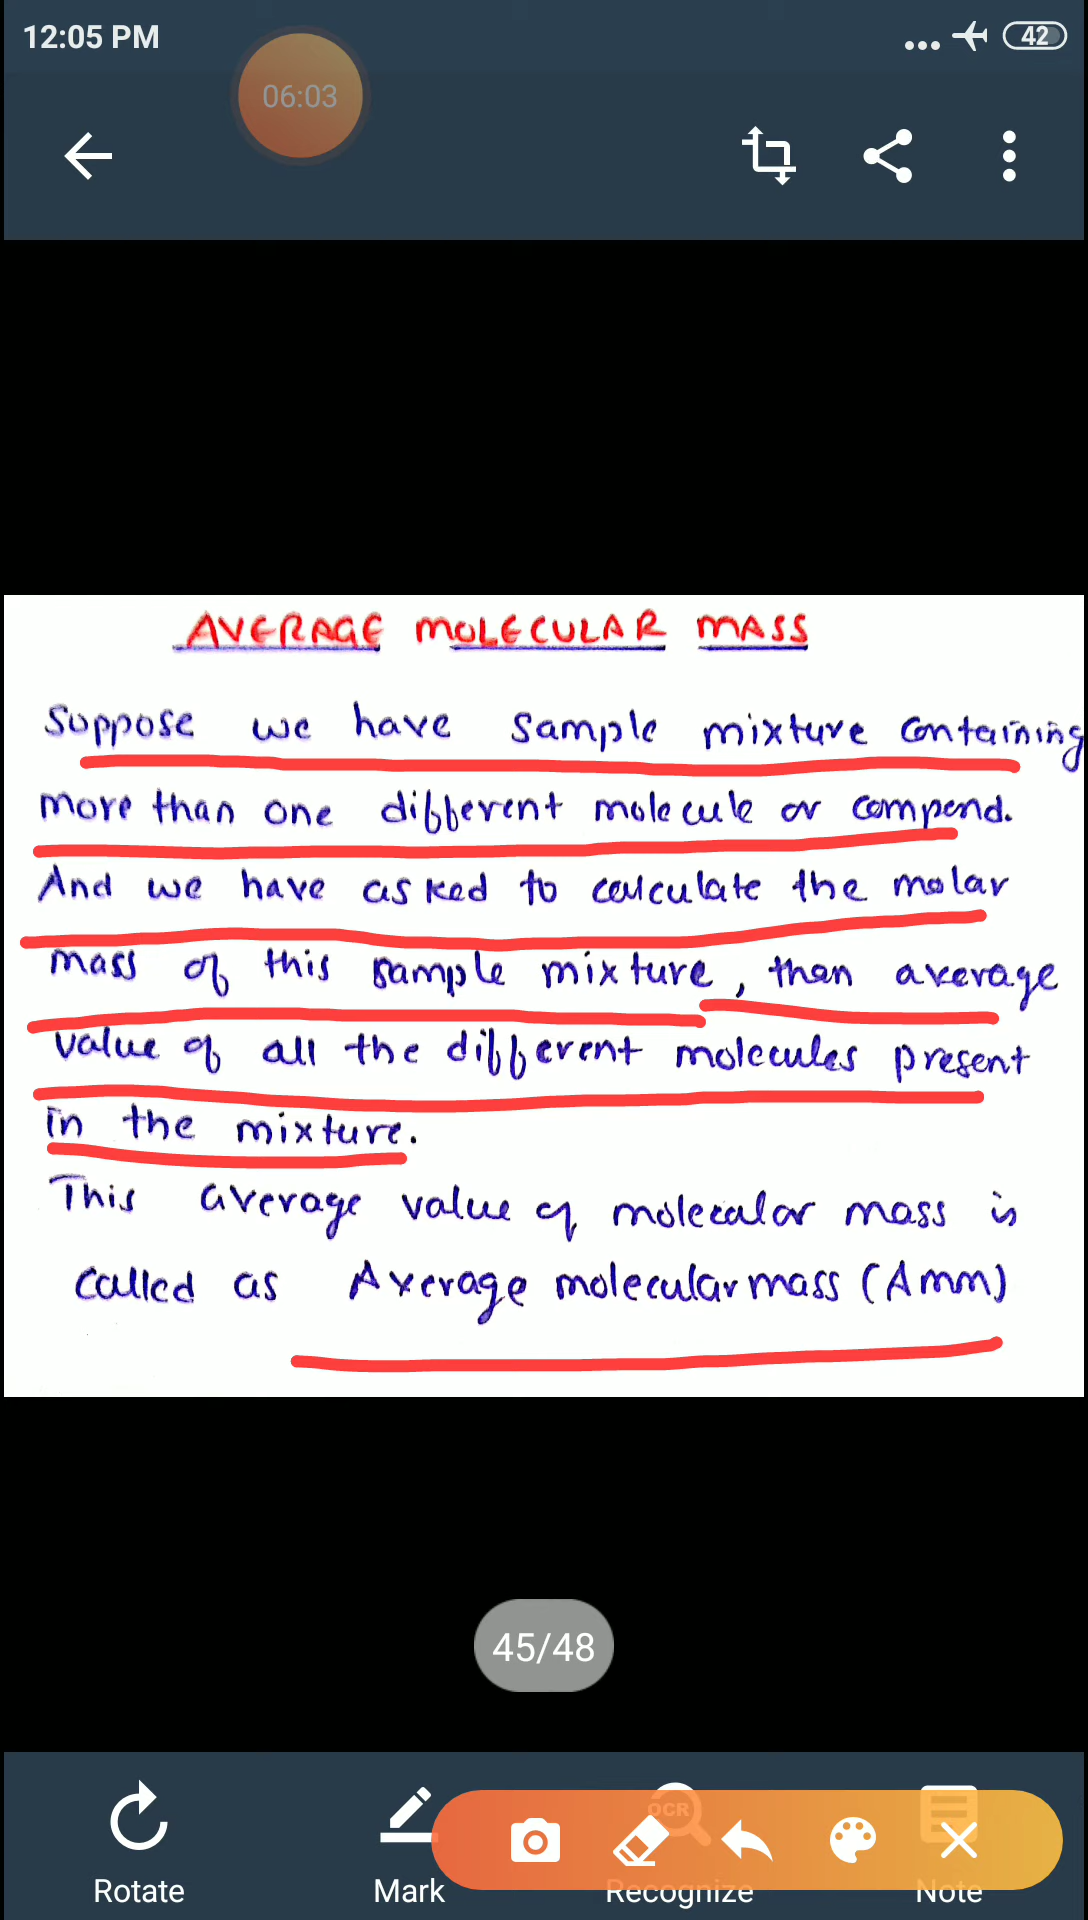 12:05 PM
42
06:03
AVERAGE MOLECULAR MASS
Suppose we have sample mixture containing
more than one different molecule or compond.
And we have asked to calculate the molar
mass of this sample mixture, then average
value of all the different molecules present
in the mixture.
This average value of molecular mass is
called as Average molecular mass (Amm)
45/48
OCR
Rotate Mark Recognize Note